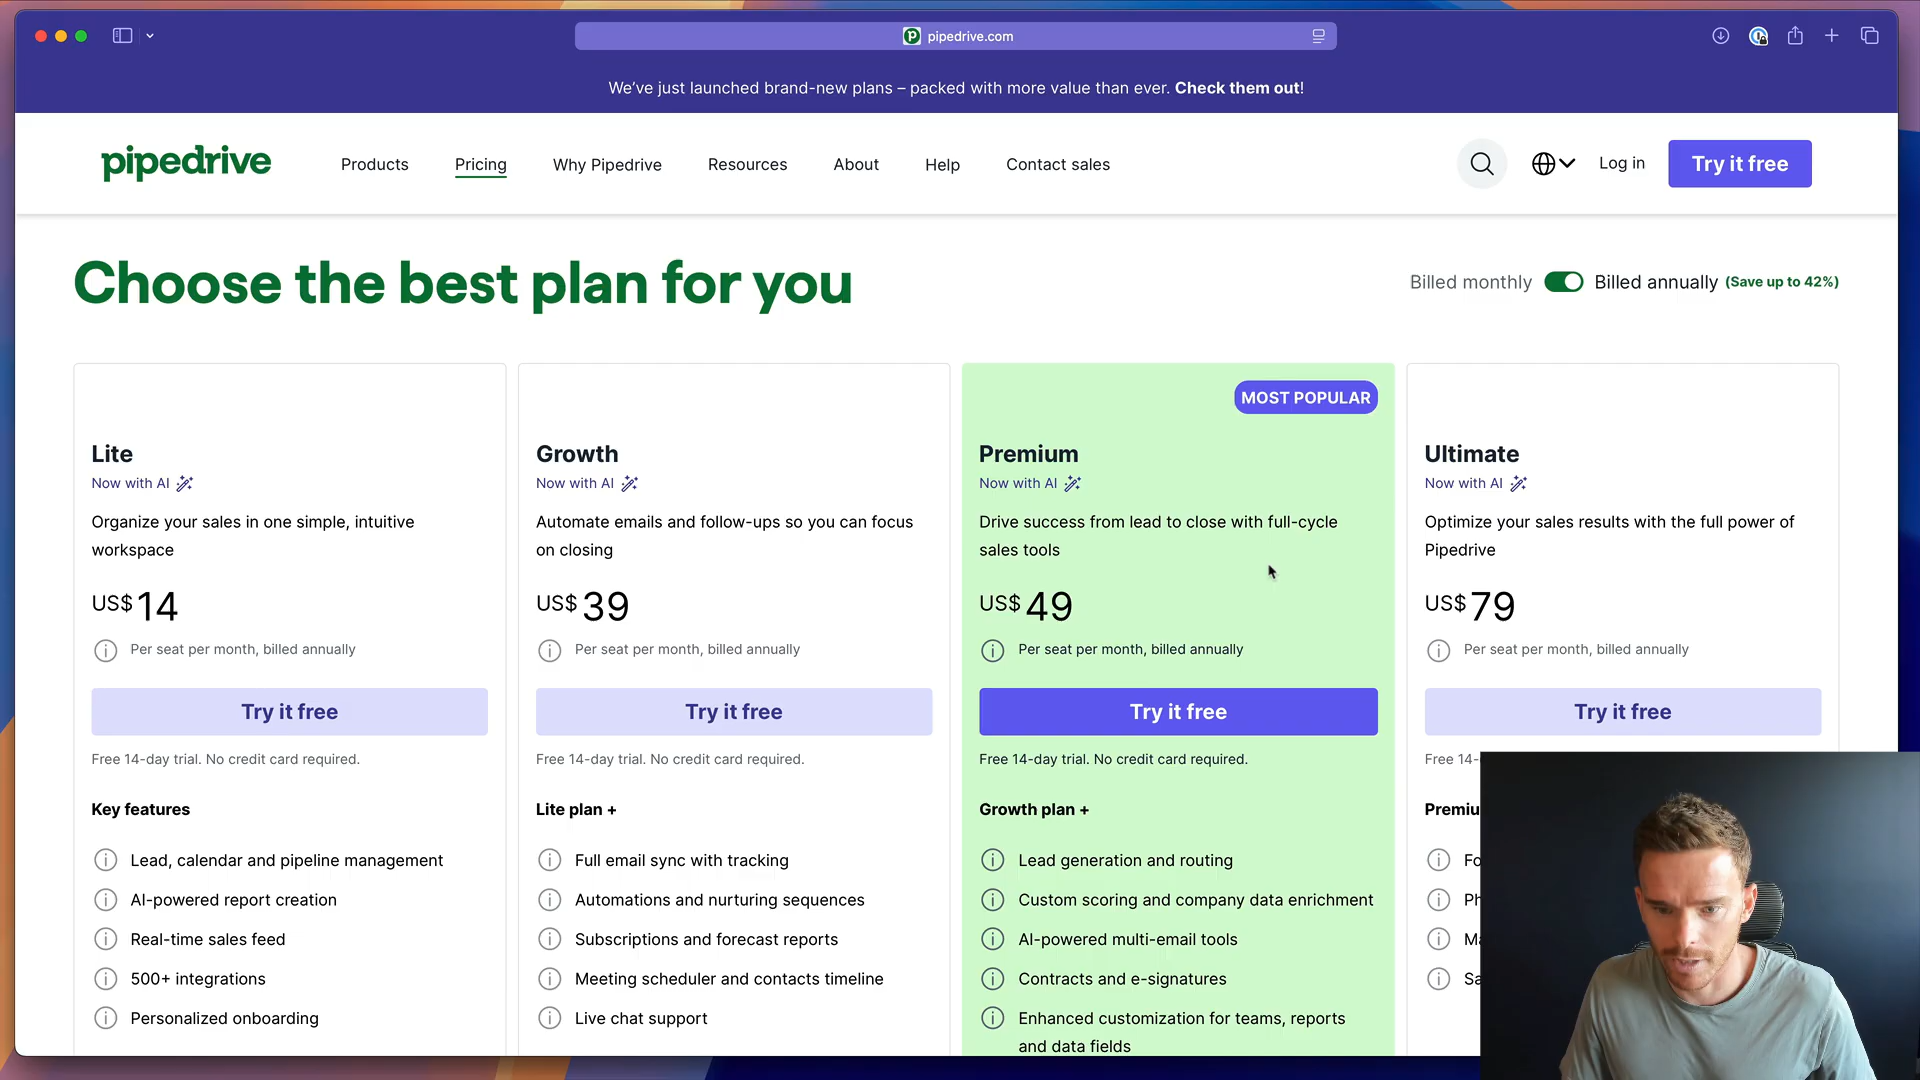 pipedrive.com
We've just launched brand-new plans – packed with more value than ever. Check them out!
pipedrive
Products
Pricing
Why Pipedrive
Resources
About
Help
Contact sales
Log in
Try it free
Choose the best plan for you
Billed monthly
Billed annually (Save up to 42%)
Lite
Now with AI
Organize your sales in one simple, intuitive
workspace
US$ 14
Per seat per month, billed annually
Try it free
Free 14-day trial. No credit card required.
Key features
Lead, calendar and pipeline management
AI-powered report creation
Real-time sales feed
500+ integrations
Personalized onboarding
Growth
Now with AI
Automate emails and follow-ups so you can focus
on closing
US$ 39
Per seat per month, billed annually
Try it free
Free 14-day trial. No credit card required.
Lite plan +
Full email sync with tracking
Automations and nurturing sequences
Subscriptions and forecast reports
Meeting scheduler and contacts timeline
Live chat support
MOST POPULAR
Premium
Now with AI
Drive success from lead to close with full-cycle
sales tools
US$ 49
Per seat per month, billed annually
Try it free
Free 14-day trial. No credit card required.
Growth plan +
Lead generation and routing
Custom scoring and company data enrichment
AI-powered multi-email tools
Contracts and e-signatures
Enhanced customization for teams, reports
and data fields
Ultimate
Now with AI
Optimize your sales results with the full power of
Pipedrive
US$ 79
Per seat per month, billed annually
Try it free
Free 14-